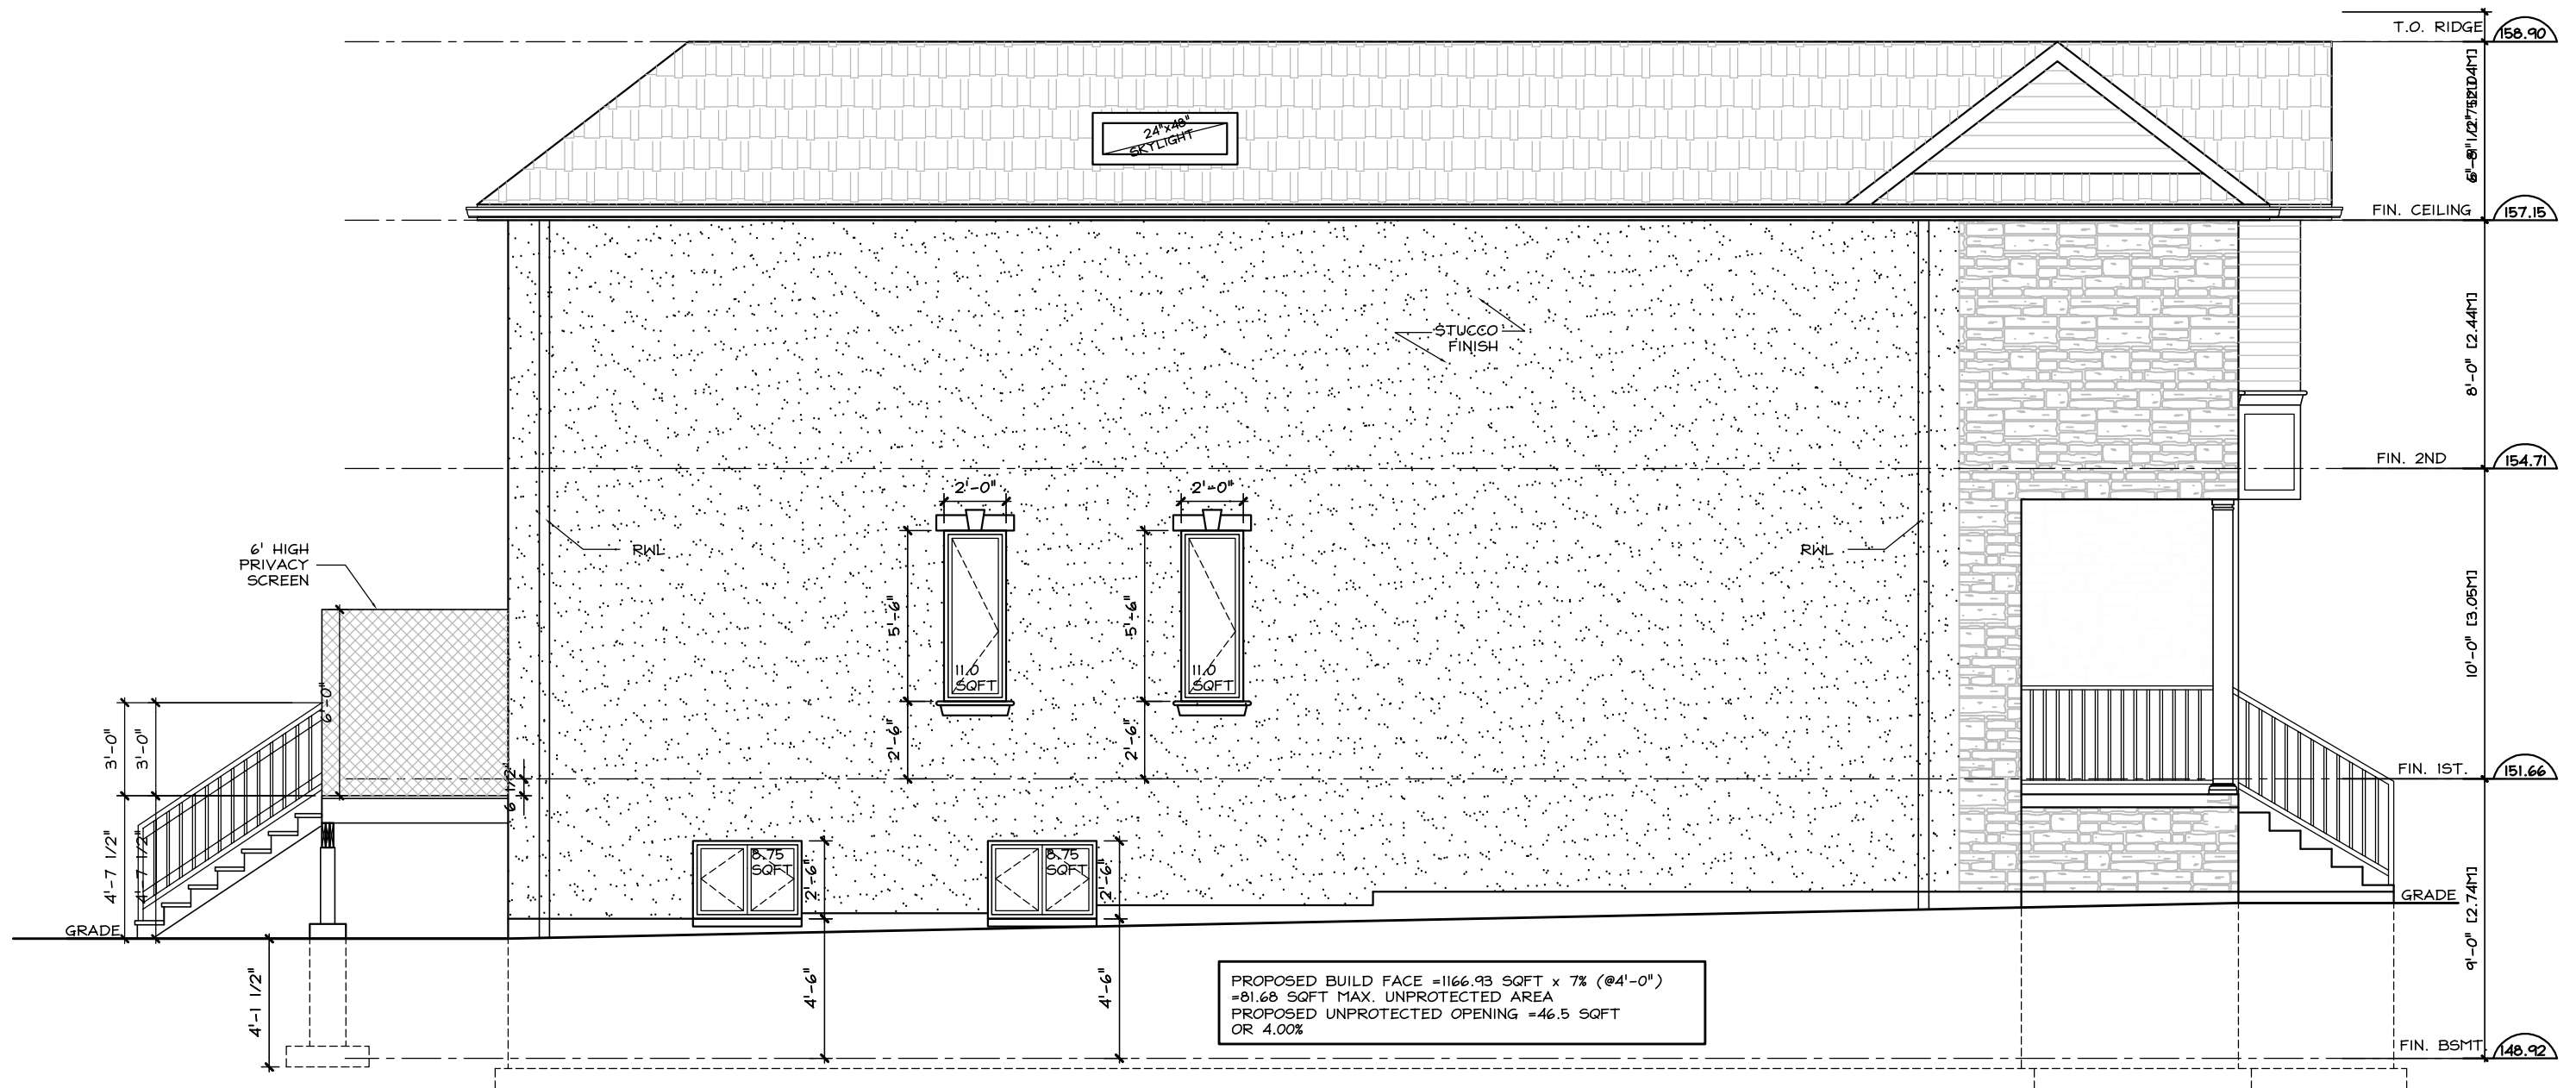 T.O. RIDGE
158.90
24"x48"
SKYLIGHT
FIN. CEILING
157.15
STUCCO
FINISH
8'-0" [2.44M]
FIN. 2ND
154.71
2'-0"
2'-0"
RWL
RWL
6' HIGH
PRIVACY
SCREEN
5'-6"
5'-6"
10'-0" [3.05M]
11.0
SQFT
11.0
SQFT
6'-0"
3'-0"
3'-0"
2'-6"
2'-6"
6 1/2"
FIN. 1ST.
151.66
8.75
SQFT
8.75
SQFT
2'-6"
2'-6"
4'-7 1/2"
4'-7 1/2"
GRADE
GRADE
9'-0" [2.74M]
4'-1 1/2"
4'-6"
4'-6"
PROPOSED BUILD FACE =1166.93 SQFT x 7% (@4'-0")
=81.68 SQFT MAX. UNPROTECTED AREA
PROPOSED UNPROTECTED OPENING =46.5 SQFT
OR 4.00%
FIN. BSMT.
148.92